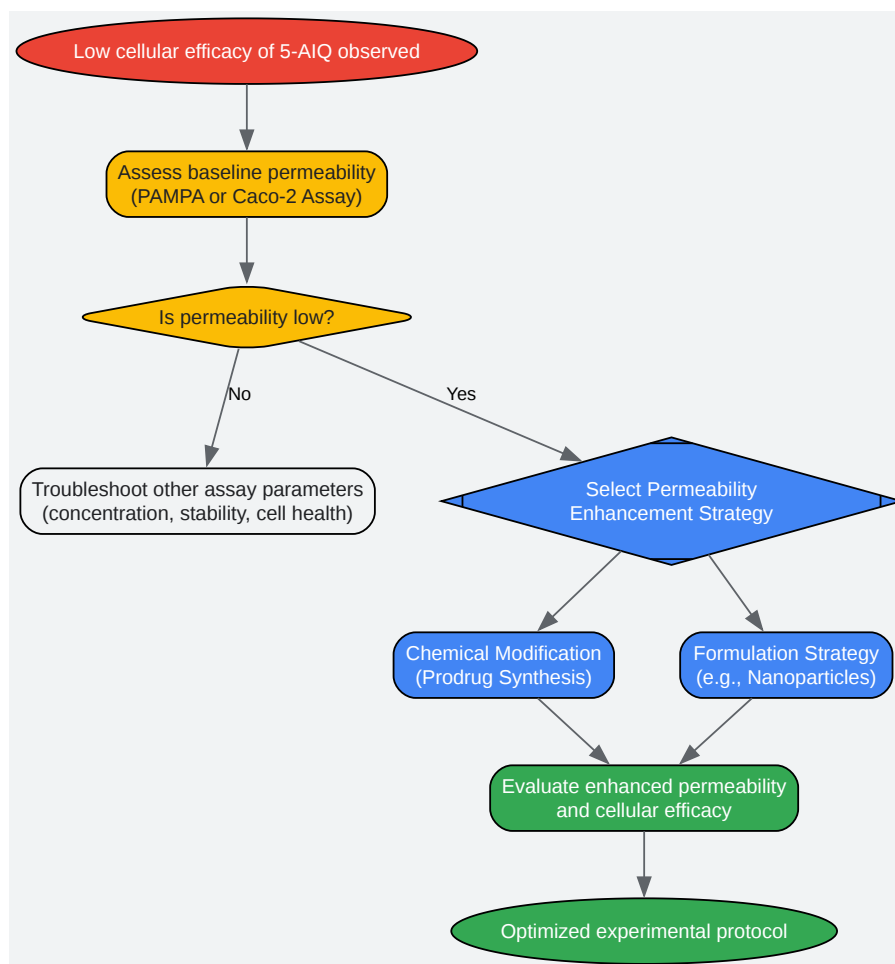 Low cellular efficacy of 5-AIQ observed
Assess baseline permeability
(PAMPA or Caco-2 Assay)
Is permeability low?
No
Yes
Troubleshoot other assay parameters
(concentration, stability, cell health)
Select Permeability
Enhancement Strategy
Chemical Modification
(Prodrug Synthesis)
Formulation Strategy
(e.g., Nanoparticles)
Evaluate enhanced permeability
and cellular efficacy
Optimized experimental protocol